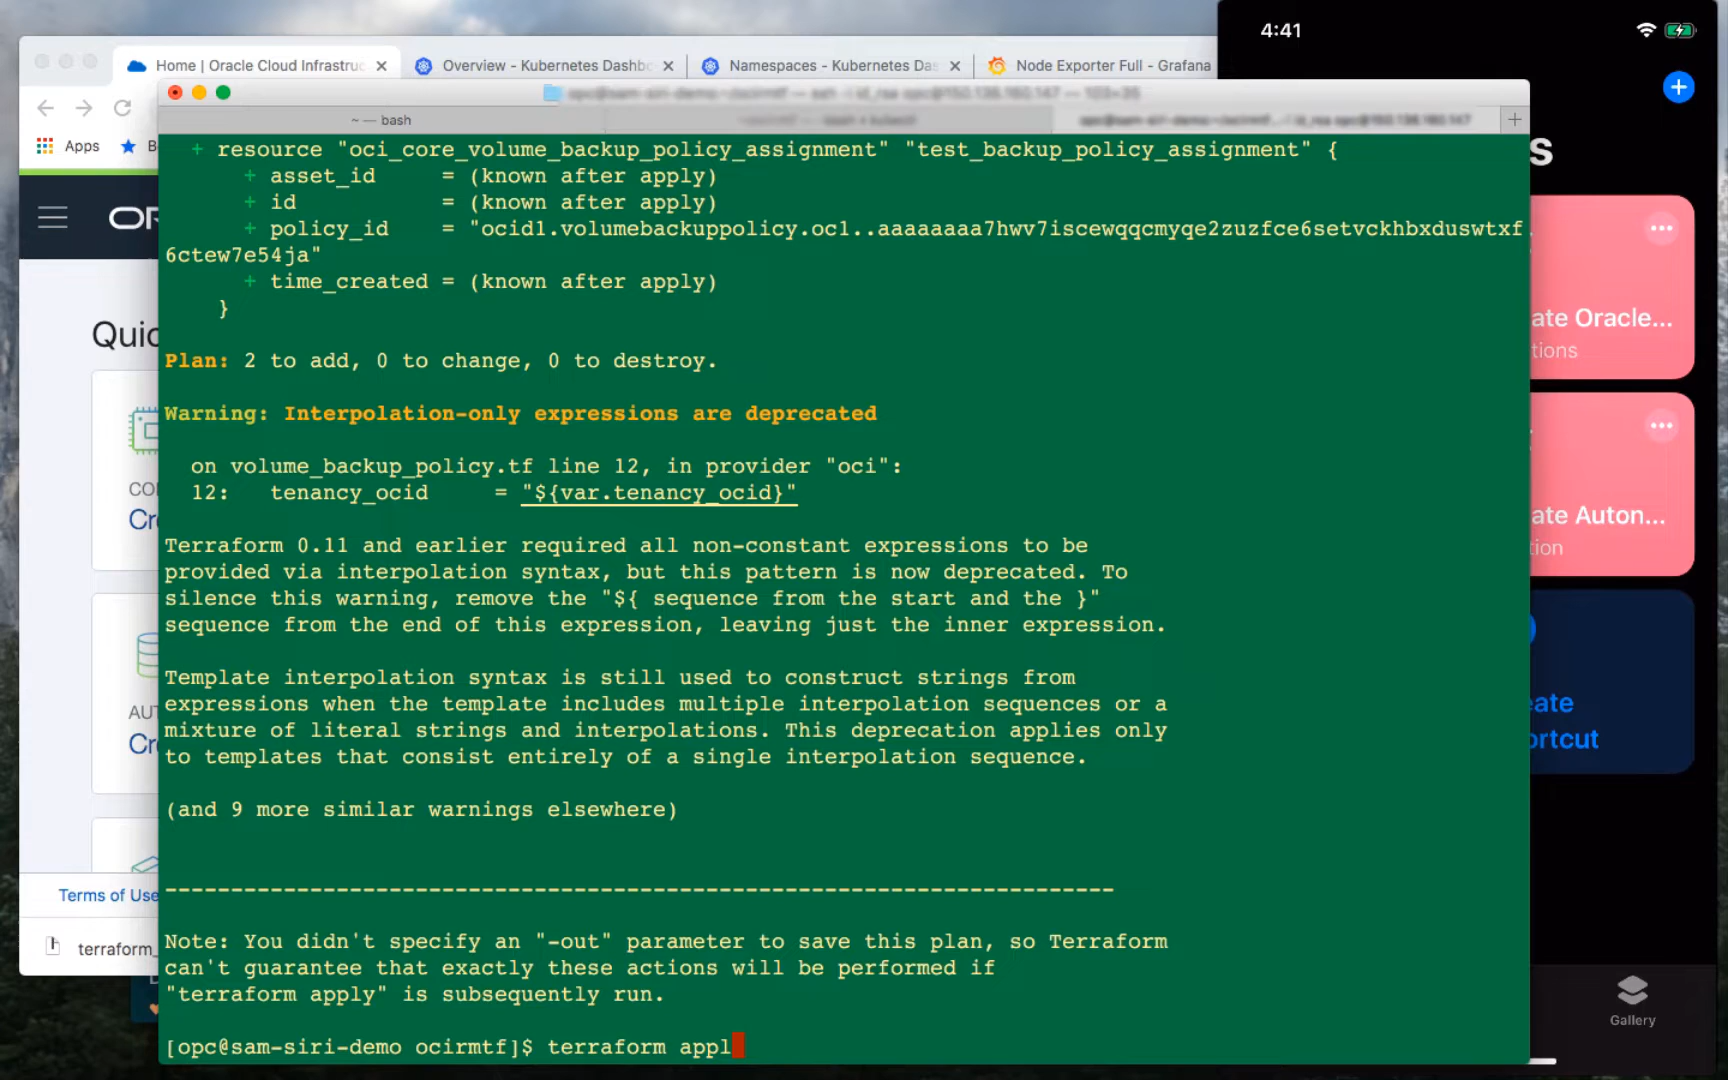 4:41
Home | Oracle Cloud Infrastruc
Overview - Kubernetes Dashbo
Namespaces - Kubernetes Das
Node Exporter Full - Grafana
Apps
~ — bash
+ resource "oci_core_volume_backup_policy_assignment" "test_backup_policy_assignment" {
+ asset_id     = (known after apply)
+ id           = (known after apply)
+ policy_id    = "ocid1.volumebackuppolicy.oc1..aaaaaaaa7hwv7iscewqqcmyqe2zuzfce6setvckhbxduswtxf
6ctew7e54ja"
+ time_created = (known after apply)
}
Plan: 2 to add, 0 to change, 0 to destroy.
Warning: Interpolation-only expressions are deprecated
on volume_backup_policy.tf line 12, in provider "oci":
12:   tenancy_ocid     = "${var.tenancy_ocid}"
Terraform 0.11 and earlier required all non-constant expressions to be
provided via interpolation syntax, but this pattern is now deprecated. To
silence this warning, remove the "${ sequence from the start and the }"
sequence from the end of this expression, leaving just the inner expression.
Template interpolation syntax is still used to construct strings from
expressions when the template includes multiple interpolation sequences or a
mixture of literal strings and interpolations. This deprecation applies only
to templates that consist entirely of a single interpolation sequence.
(and 9 more similar warnings elsewhere)
------------------------------------------------------------------------
Note: You didn't specify an "-out" parameter to save this plan, so Terraform
can't guarantee that exactly these actions will be performed if
"terraform apply" is subsequently run.
[opc@sam-siri-demo ocirmtf]$ terraform appl
OR
Quic
CO
Cr
AU
Cr
Terms of Use
terraform_
s
ate Oracle...
tions
ate Auton...
tion
eate
ortcut
Gallery